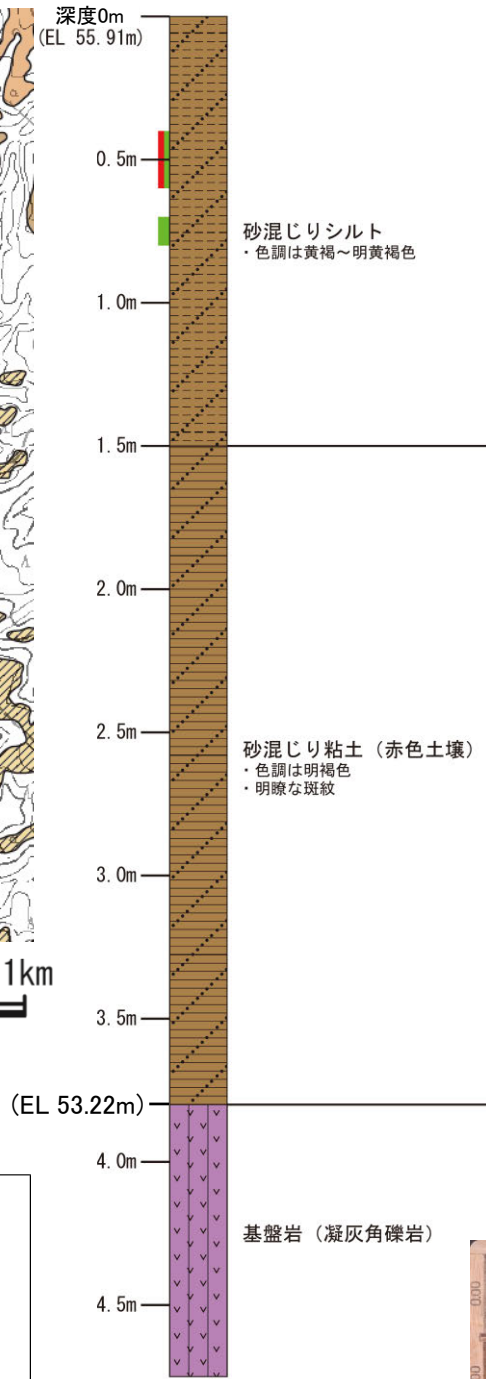 深度0m
(EL 55.91m)
0.5m
砂混じりシルト
・色調は黄褐～明黄褐色
1.0m
1.5m
2.0m
2.5m
砂混じり粘土（赤色土壌）
・色調は明褐色
・明瞭な斑紋
3.0m
1km
3.5m
(EL 53.22m)
4.0m
基盤岩（凝灰角礫岩）
4.5m